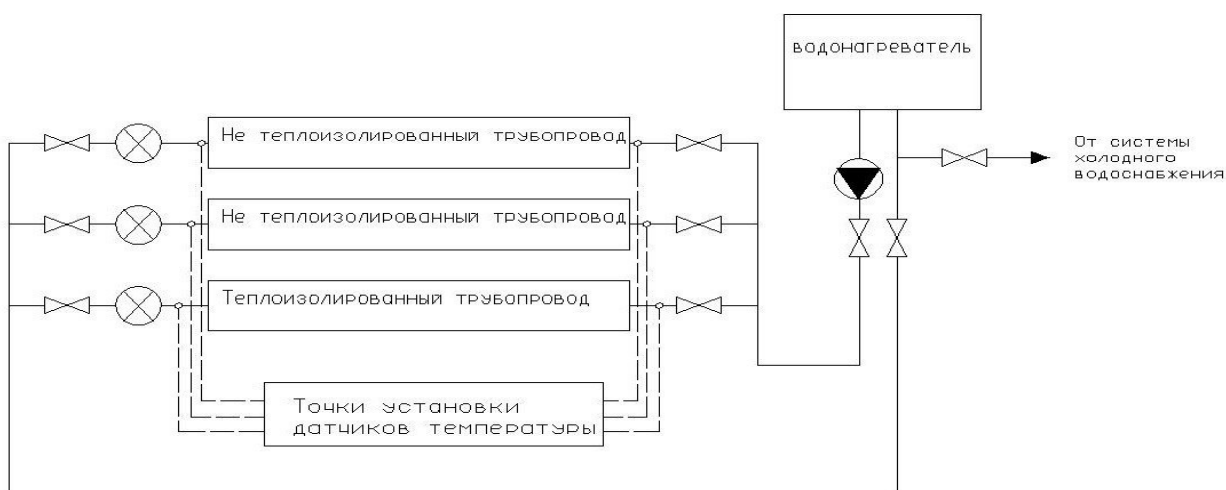 водонагреватель
Не теплоизолированный трубопровод
От системы
холодного
водоснабжения
Не теплоизолированный трубопровод
Теплоизолированный трубопровод
Точки установки
датчиков температуры